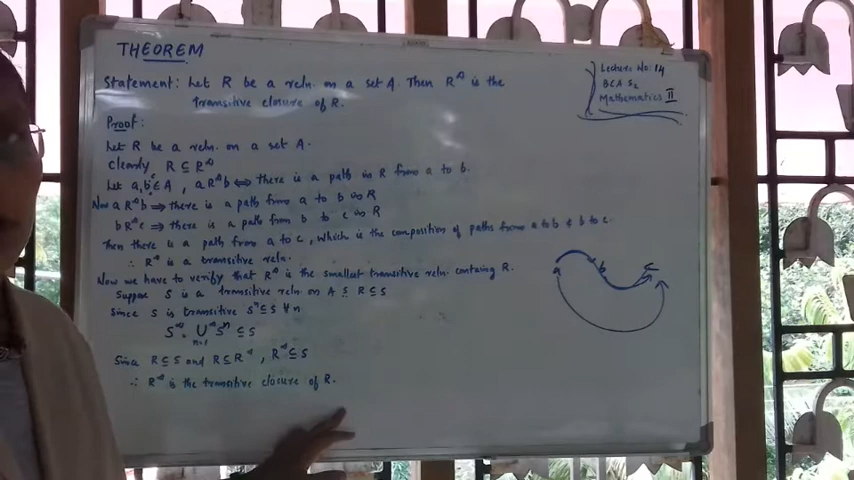 THEOREM
Statement: Let R be a reln. on a set A. Then R^∞ is the
transitive closure of R.
Proof:
Let R be a reln. on a set A.
Clearly, R ⊆ R^∞
Let a, b, c ∈ A, a R^∞ b ⟺ there is a path in R from a to b.
Now a R^∞ b ⟹ there is a path from a to b in R
b R^∞ c ⟹ there is a path from b to c in R
Then there is a path from a to c, which is the composition of paths from a to b & b to c.
∴ R^∞ is a transitive reln.
Now we have to verify that R^∞ is the smallest transitive reln. containing R.
Suppose S is a transitive reln on A s R ⊆ S
Since S is transitive S^n ⊆ S ∀ n
S^∞ = ∪_{n=1}^∞ S^n ⊆ S
Since R ⊆ S and R ⊆ R^∞, R^∞ ⊆ S
∴ R^∞ is the transitive closure of R.
Lecture No: 14
BCA S2
Mathematics II
a b c